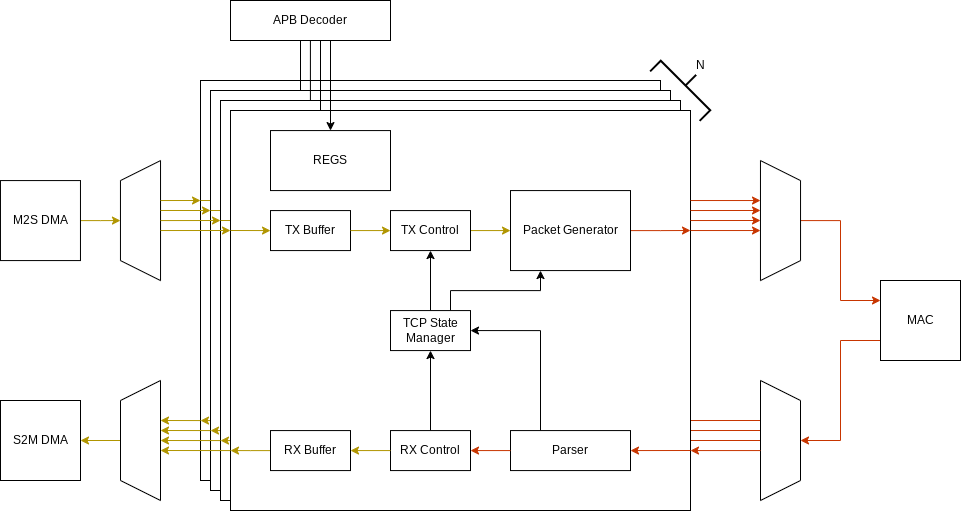 APB Decoder
N
REGS
M2S DMA
TX Buffer
TX Control
Packet Generator
TCP State
Manager
MAC
S2M DMA
RX Buffer
RX Control
Parser